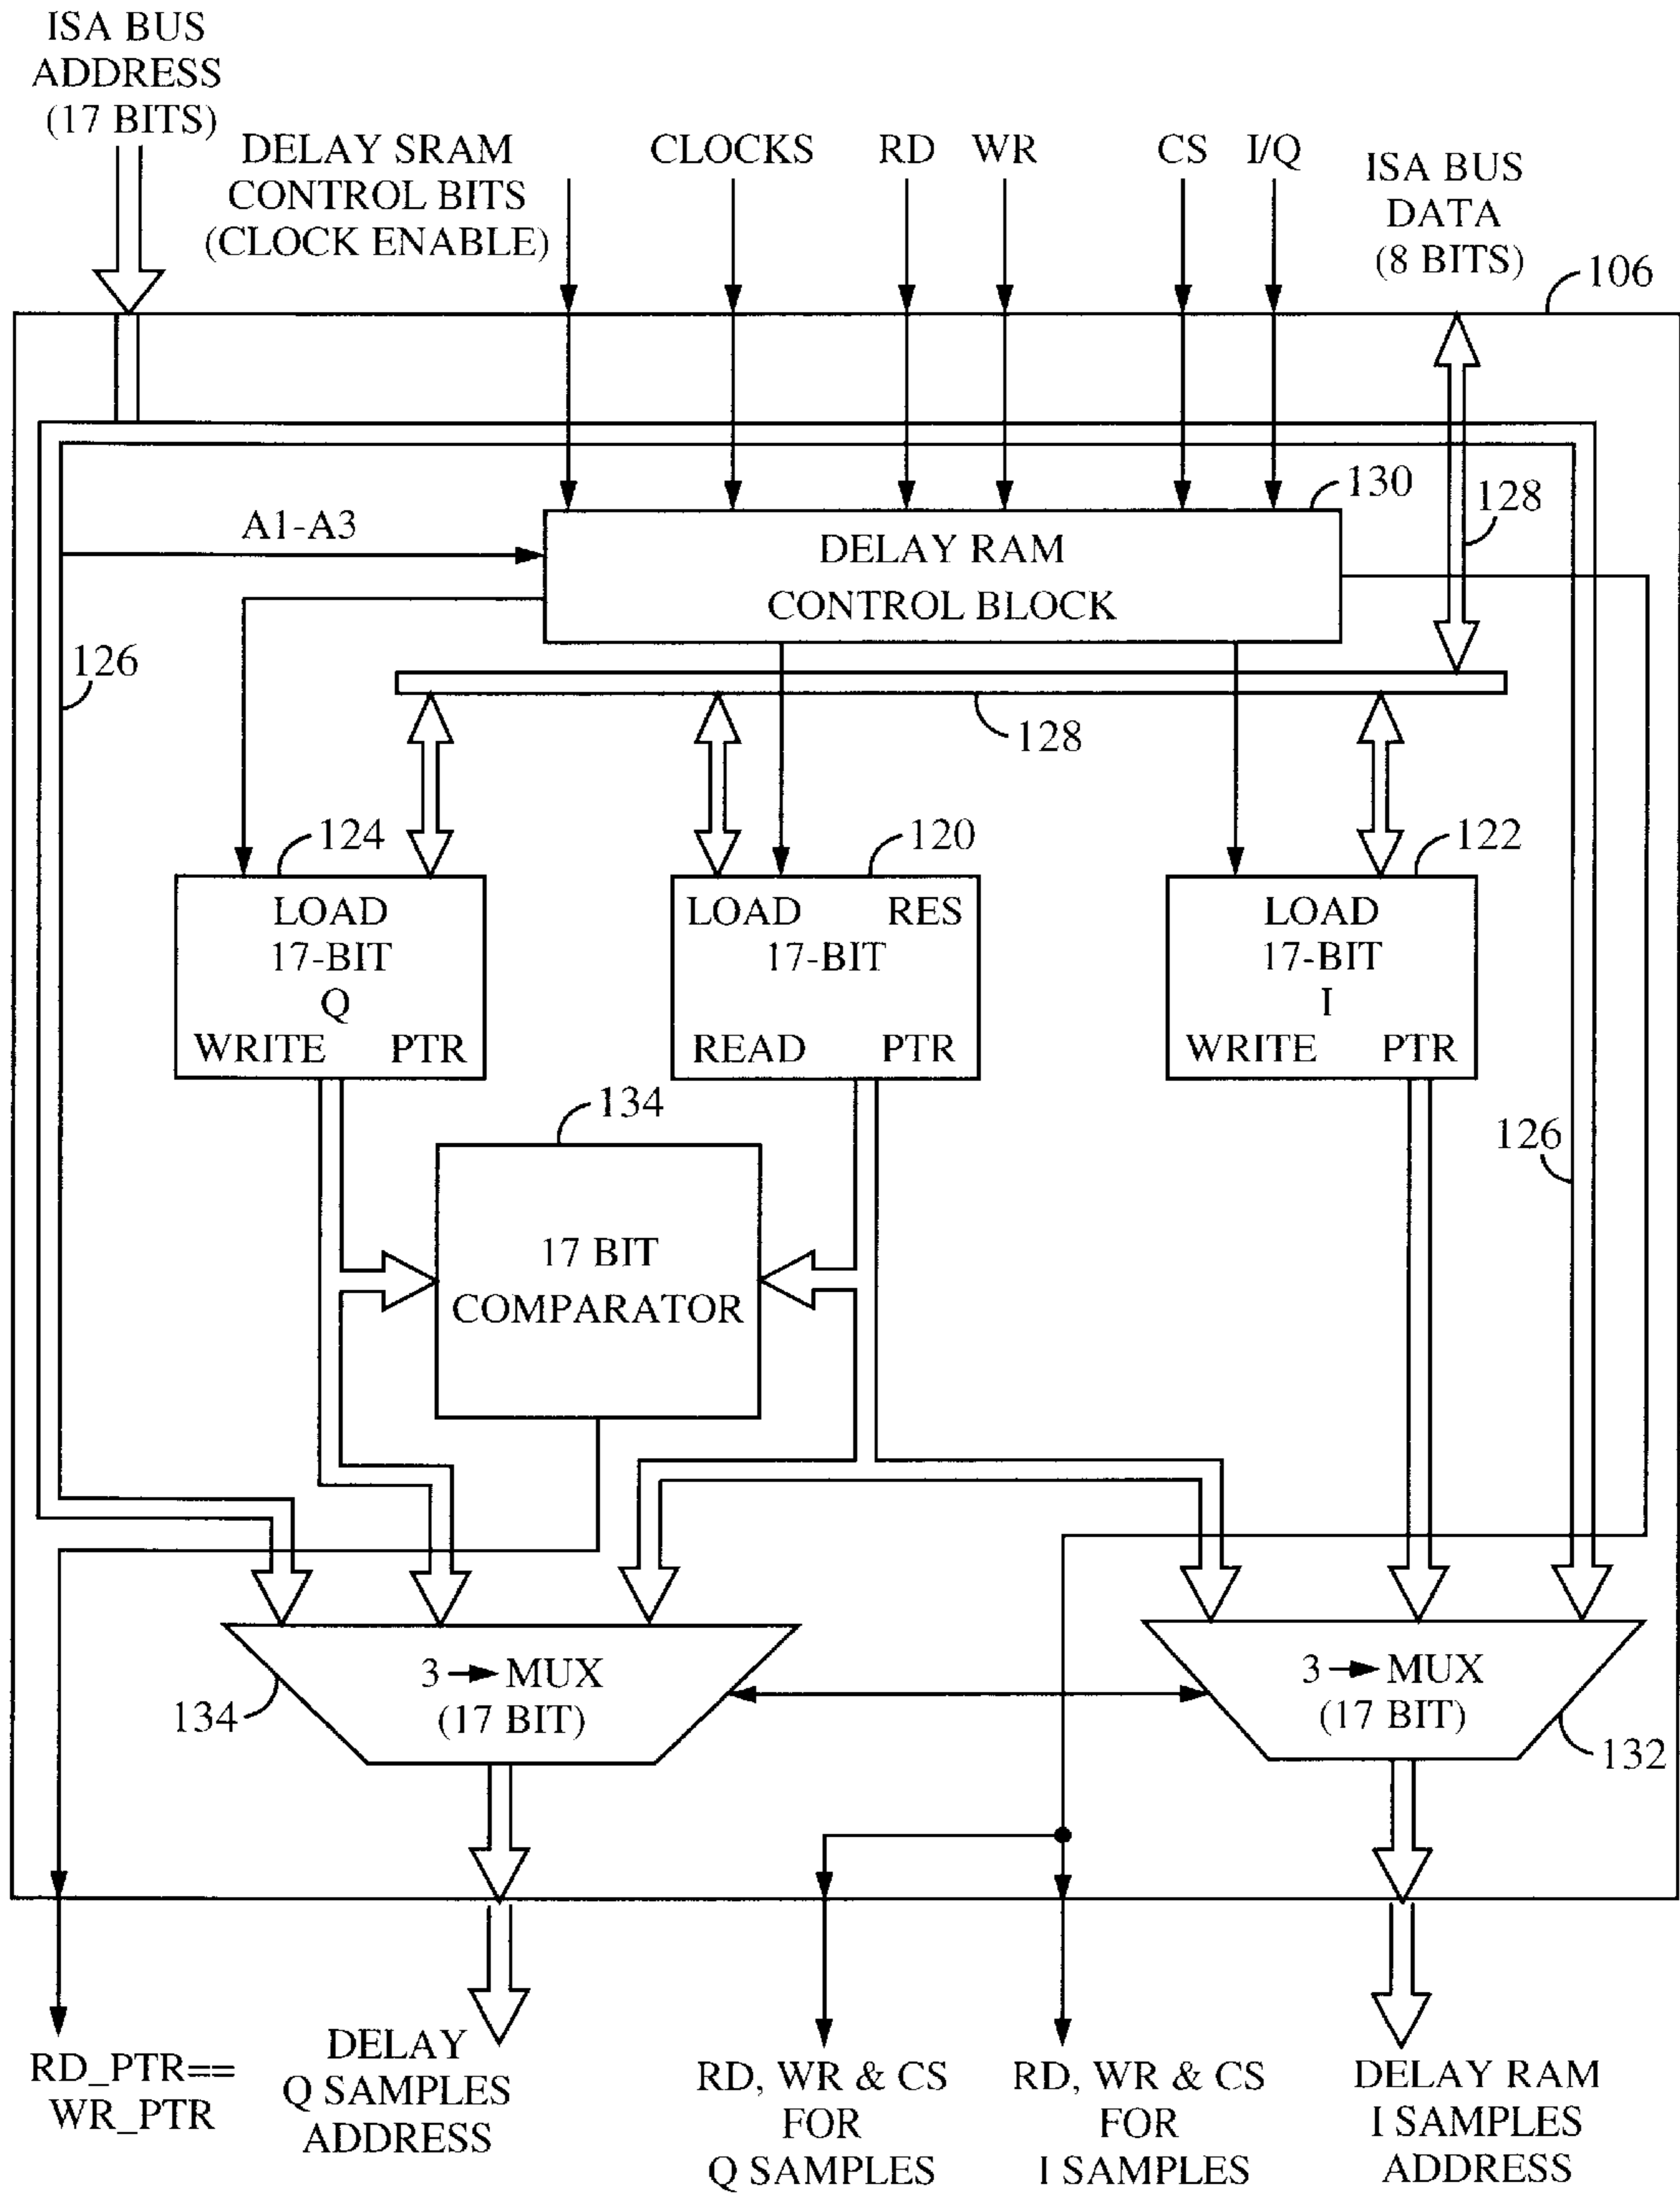 ISA BUS
ADDRESS
(17 BITS)
DELAY SRAM
CONTROL BITS
(CLOCK ENABLE)
CLOCKS
RD
WR
CS
I/Q
ISA BUS
DATA
(8 BITS)
106
A1-A3
130
DELAY RAM
CONTROL BLOCK
128
126
128
124
LOAD
17-BIT
Q
WRITE PTR
120
LOAD RES
17-BIT
READ PTR
122
LOAD
17-BIT
I
WRITE PTR
134
17 BIT
COMPARATOR
126
3 → MUX
(17 BIT)
134
3 → MUX
(17 BIT)
132
RD_PTR==
WR_PTR
DELAY
Q SAMPLES
ADDRESS
RD, WR & CS
FOR
Q SAMPLES
RD, WR & CS
FOR
I SAMPLES
DELAY RAM
I SAMPLES
ADDRESS